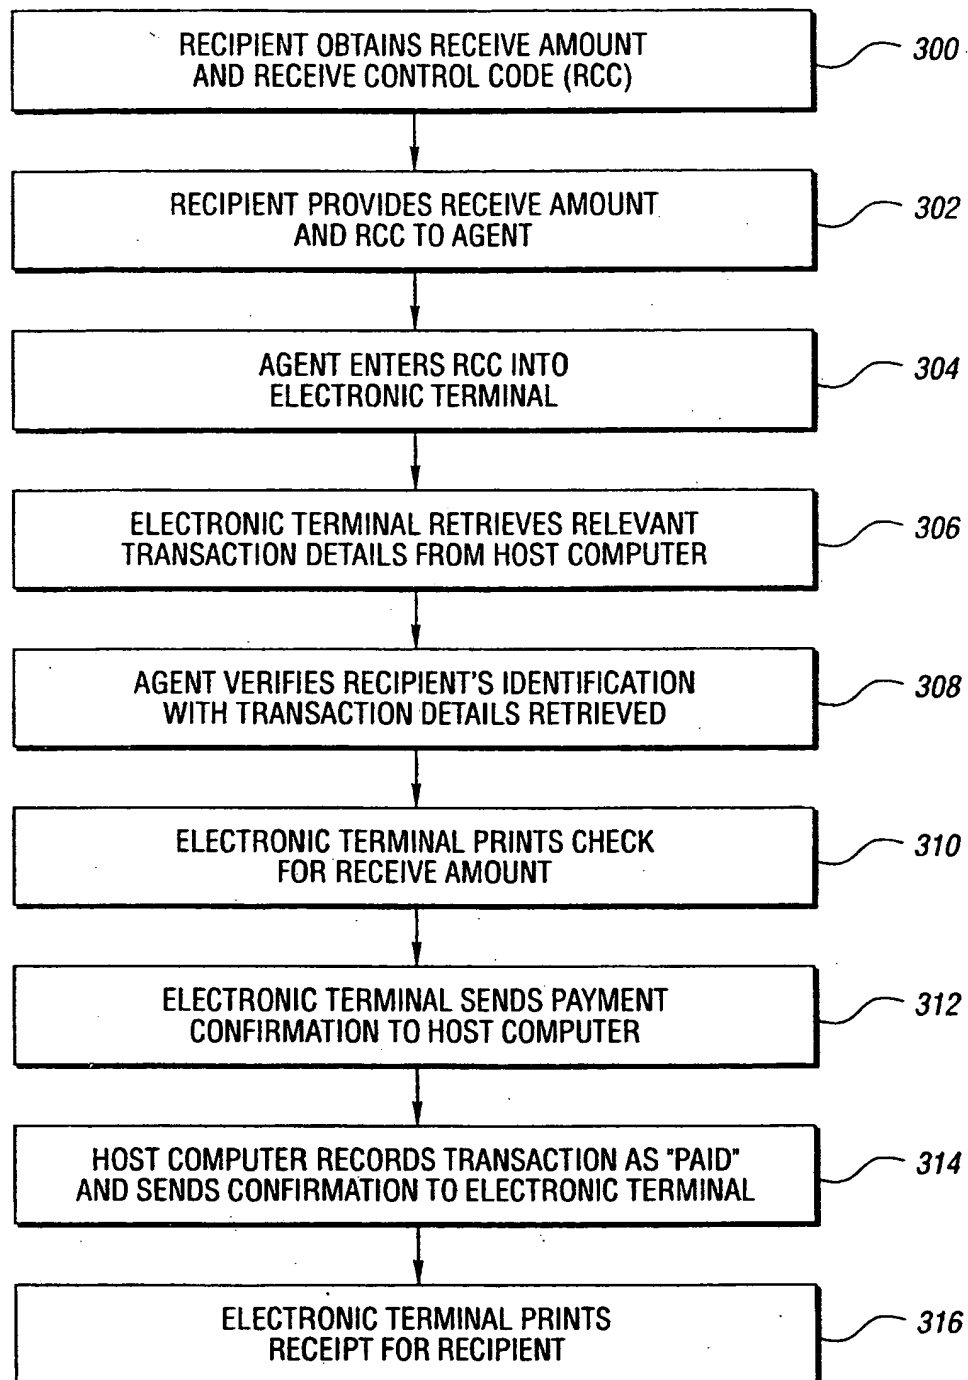 RECIPIENT OBTAINS RECEIVE AMOUNT
AND RECEIVE CONTROL CODE (RCC)
300
RECIPIENT PROVIDES RECEIVE AMOUNT
AND RCC TO AGENT
302
AGENT ENTERS RCC INTO
ELECTRONIC TERMINAL
304
ELECTRONIC TERMINAL RETRIEVES RELEVANT
TRANSACTION DETAILS FROM HOST COMPUTER
306
AGENT VERIFIES RECIPIENT'S IDENTIFICATION
WITH TRANSACTION DETAILS RETRIEVED
308
ELECTRONIC TERMINAL PRINTS CHECK
FOR RECEIVE AMOUNT
310
ELECTRONIC TERMINAL SENDS PAYMENT
CONFIRMATION TO HOST COMPUTER
312
HOST COMPUTER RECORDS TRANSACTION AS "PAID"
AND SENDS CONFIRMATION TO ELECTRONIC TERMINAL
314
ELECTRONIC TERMINAL PRINTS
RECEIPT FOR RECIPIENT
316